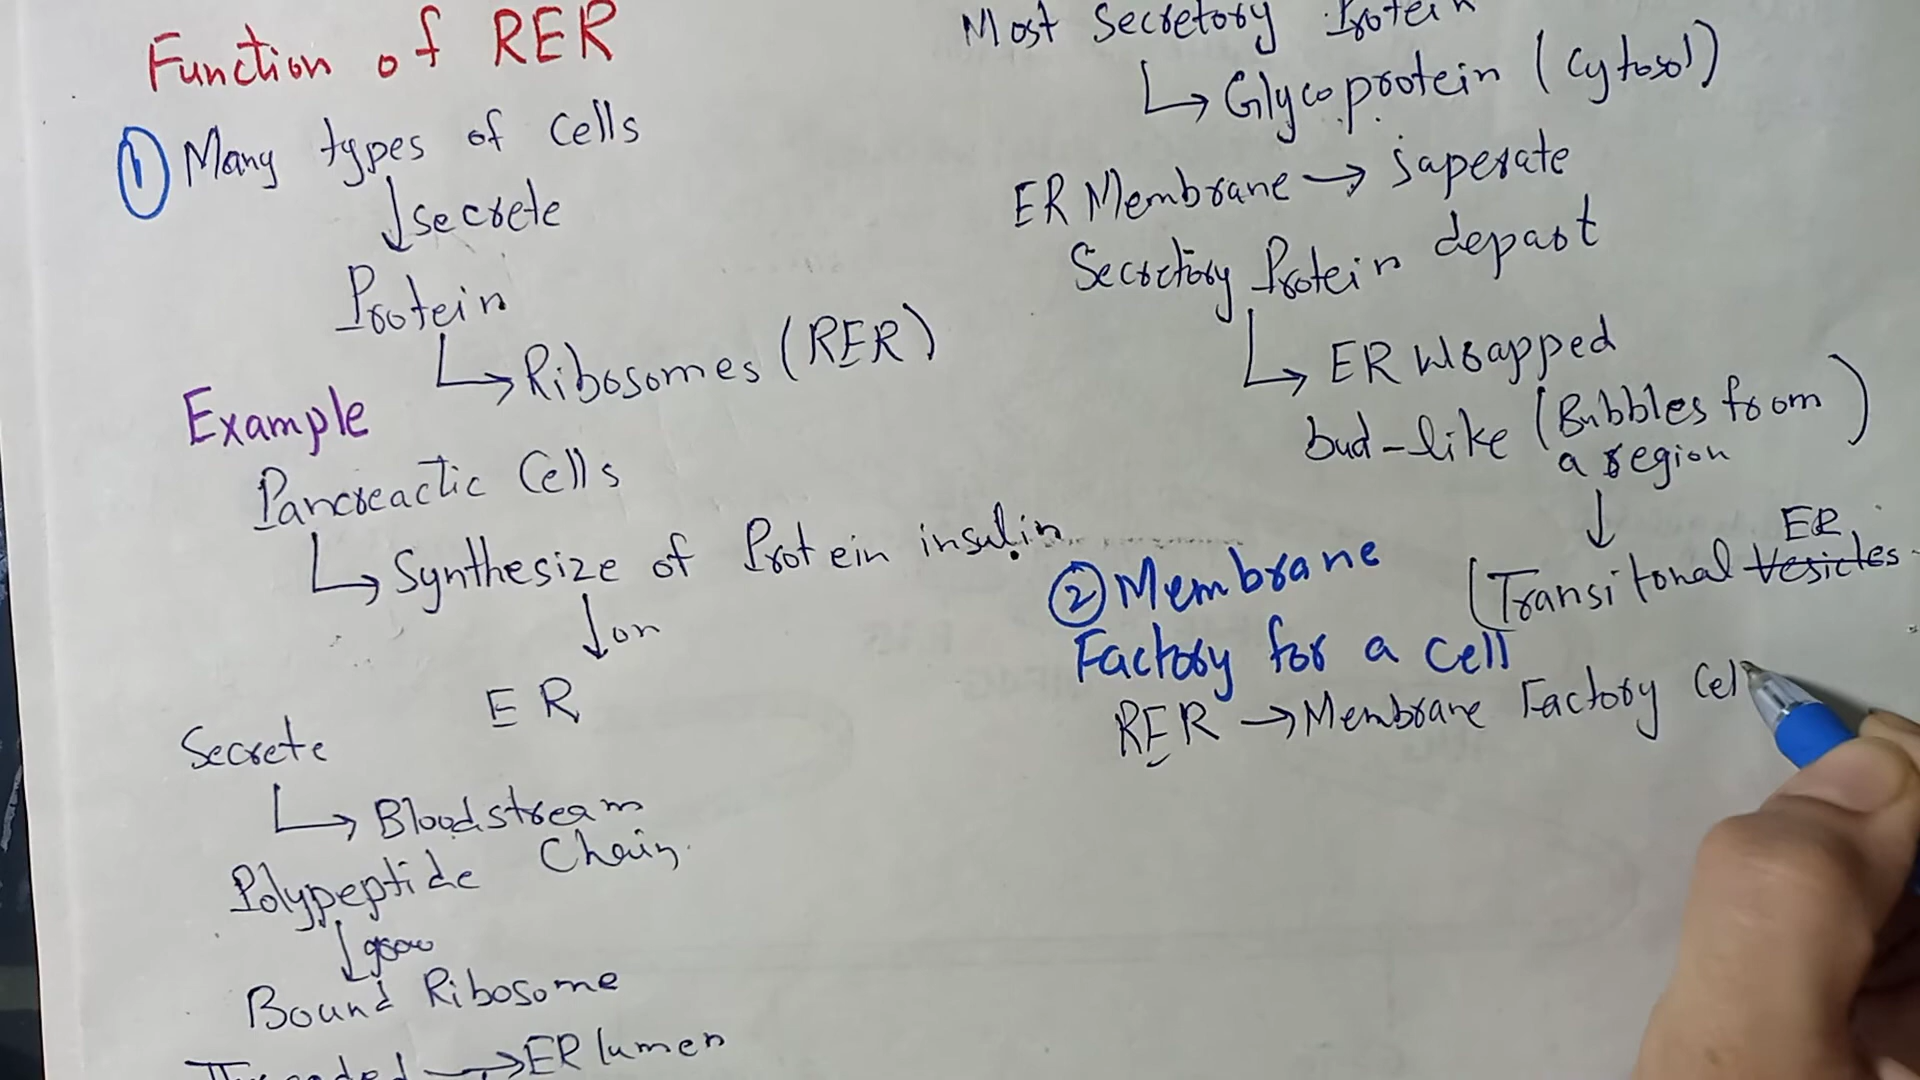 Function of RER
① Many types of cells
↓ secrete
Protein
↳ Ribosomes (RER)
Example
Pancreactic Cells
↳ Synthesize of Protein insulin
↓ on
ER
Secrete
↳ Bloodstream
Polypeptide Chain
↓ grow
Bound Ribosome
Threaded → ER lumen
Most Secretory Protein
↳ Glycoprotein (Cytosol)
ER Membrane → saperate
Secretory Protein depart
↳ ER wrapped
bud-like (Bubbles from
a region)
↓
ER
(Transitonal Vesicles
② Membrane
Factory for a cell
RER → Membrane Factory Cel